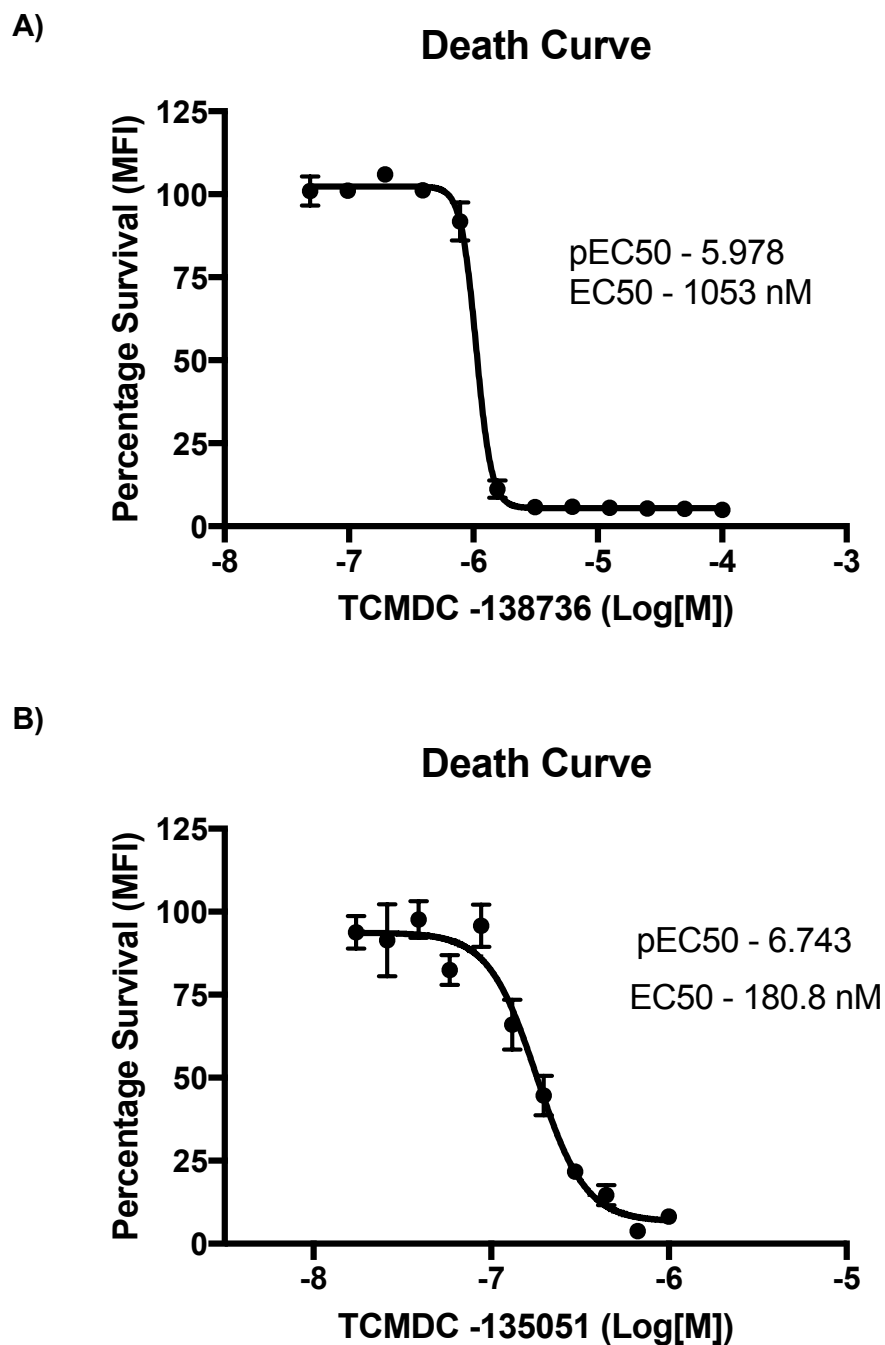 A)
Death Curve
125
100
75
50
25
0
Percentage Survival (MFI)
pEC50 - 5.978
EC50 - 1053 nM
-8
-7
-6
-5
-4
-3
TCMDC -138736 (Log[M])
B)
Death Curve
125
100
75
50
25
0
Percentage Survival (MFI)
pEC50 - 6.743
EC50 - 180.8 nM
-8
-7
-6
-5
TCMDC -135051 (Log[M])